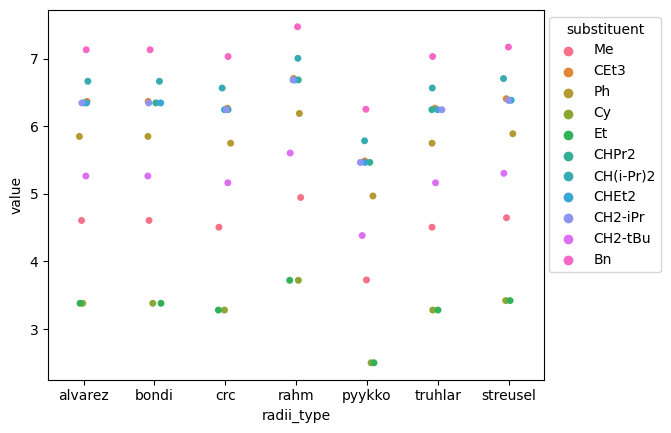 substituent
Me
CEt3
Ph
Cy
Et
CHPr2
CH(i-Pr)2
CHEt2
CH2-iPr
CH2-tBu
Bn
7
6
5
4
3
value
alvarez bondi crc rahm pyykko truhlar streusel
radii_type